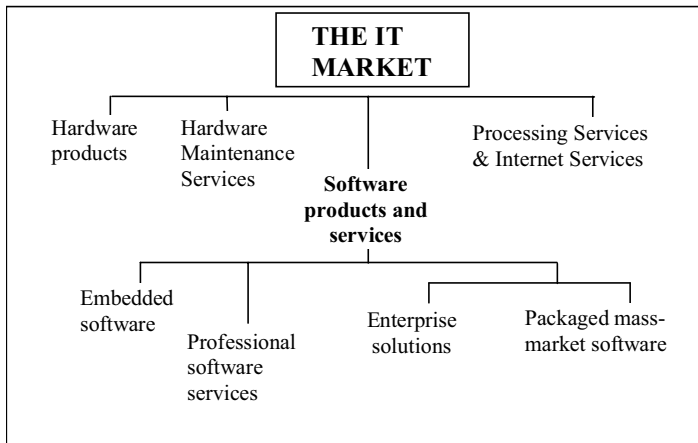 THE IT
MARKET
Hardware
products
Hardware
Maintenance
Services
Processing Services
& Internet Services
Software
products and
services
Embedded
software
Professional
software
services
Enterprise
solutions
Packaged mass-
market software